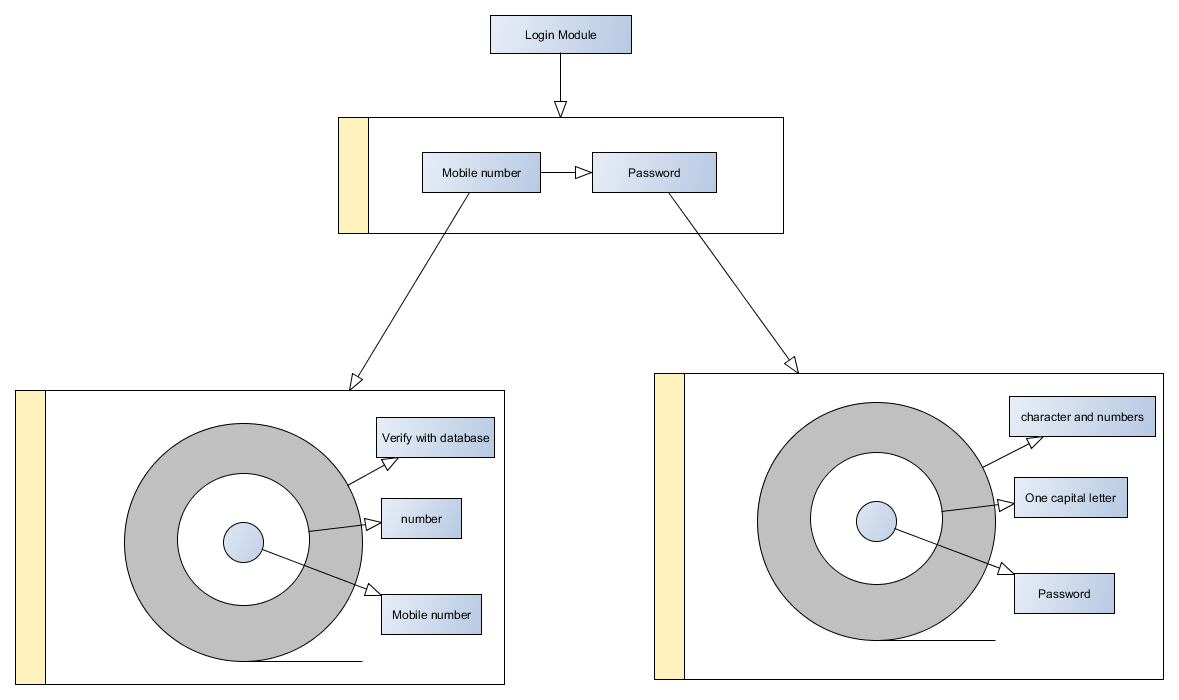 Login Module
Mobile number
Password
Verify with database
number
Mobile number
character and numbers
One capital letter
Password